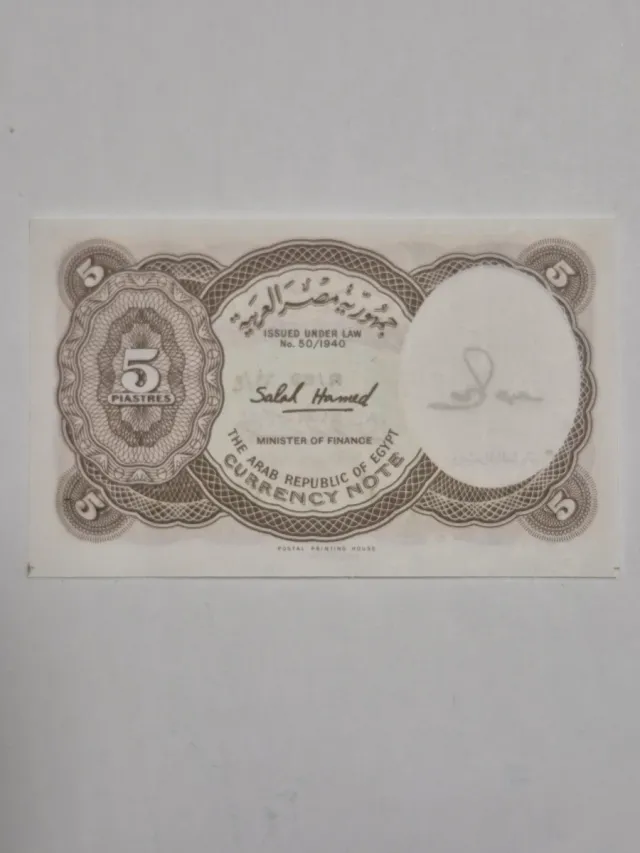 5
5
جمهورية مصر العربية
ISSUED UNDER LAW
No. 50/1940
5
PIASTRES
Salah Hamed
MINISTER OF FINANCE
THE ARAB REPUBLIC OF EGYPT
CURRENCY NOTE
5
5
POSTAL PRINTING HOUSE